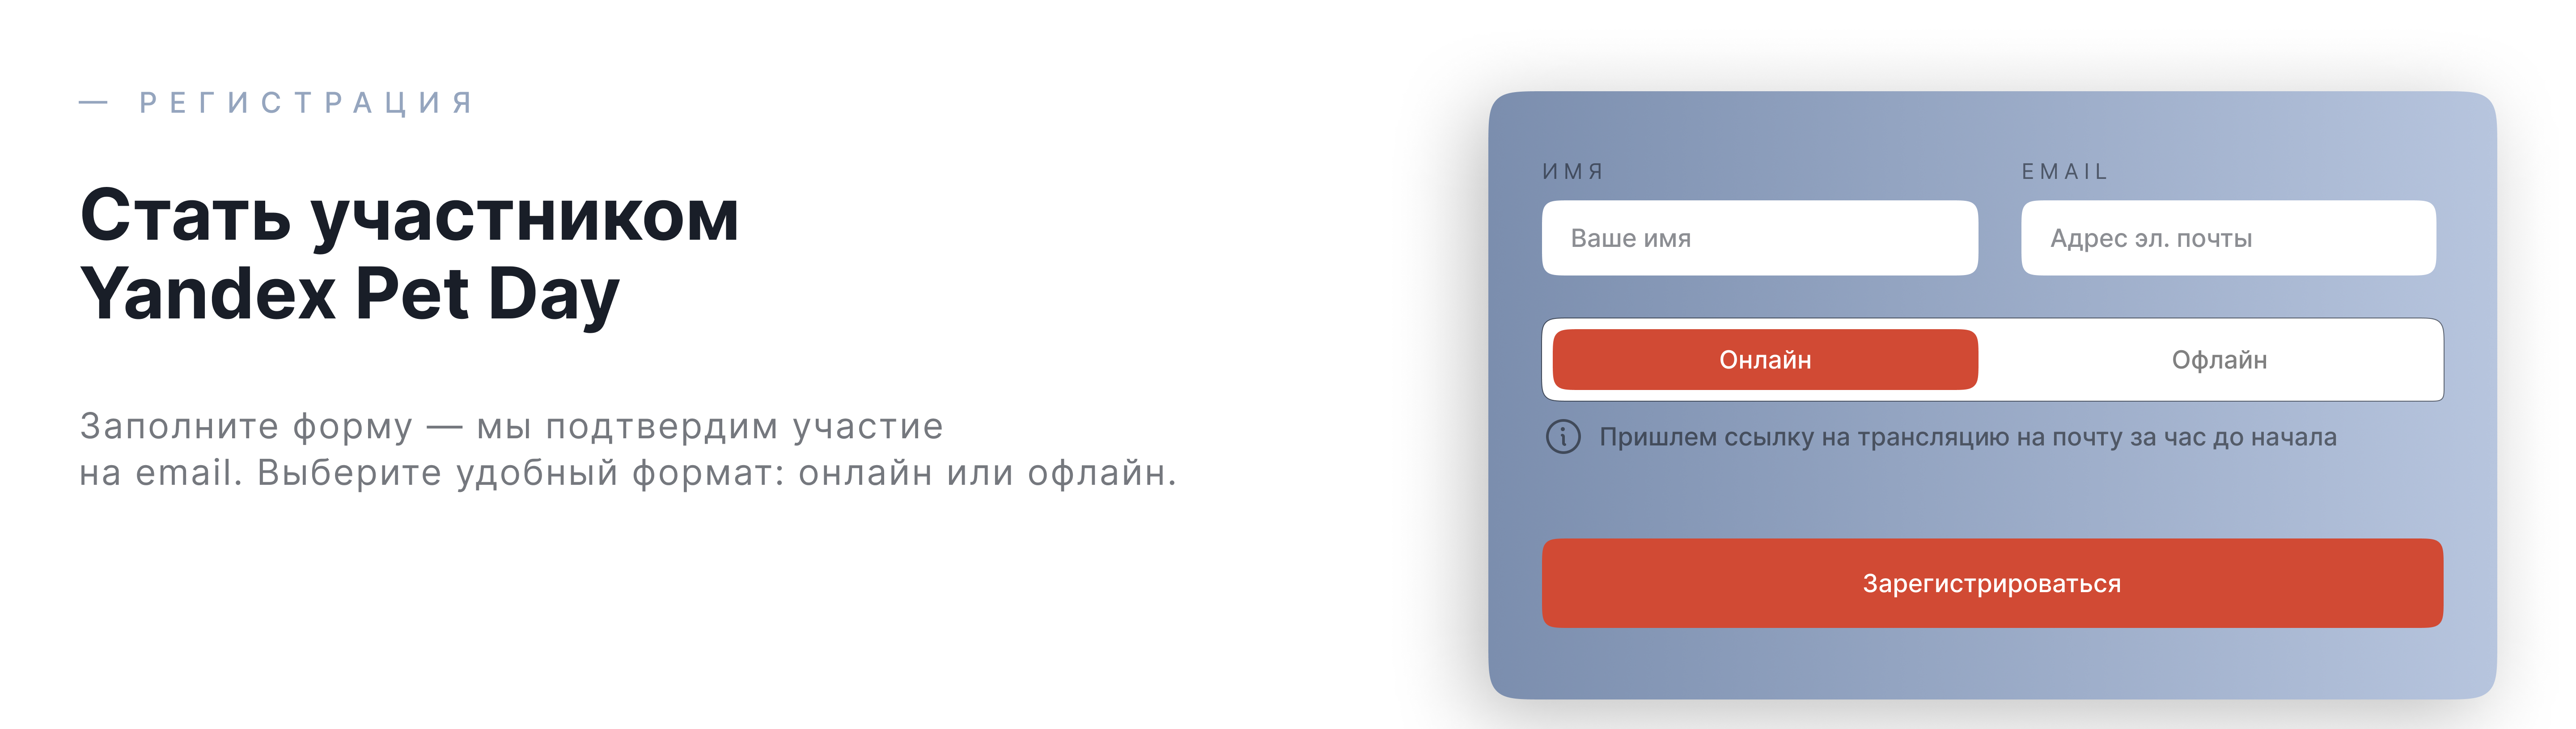 — РЕГИСТРАЦИЯ
Стать участником
Yandex Pet Day
Заполните форму — мы подтвердим участие
на email. Выберите удобный формат: онлайн или офлайн.
ИМЯ
EMAIL
Ваше имя
Адрес эл. почты
Онлайн
Офлайн
Пришлем ссылку на трансляцию на почту за час до начала
Зарегистрироваться